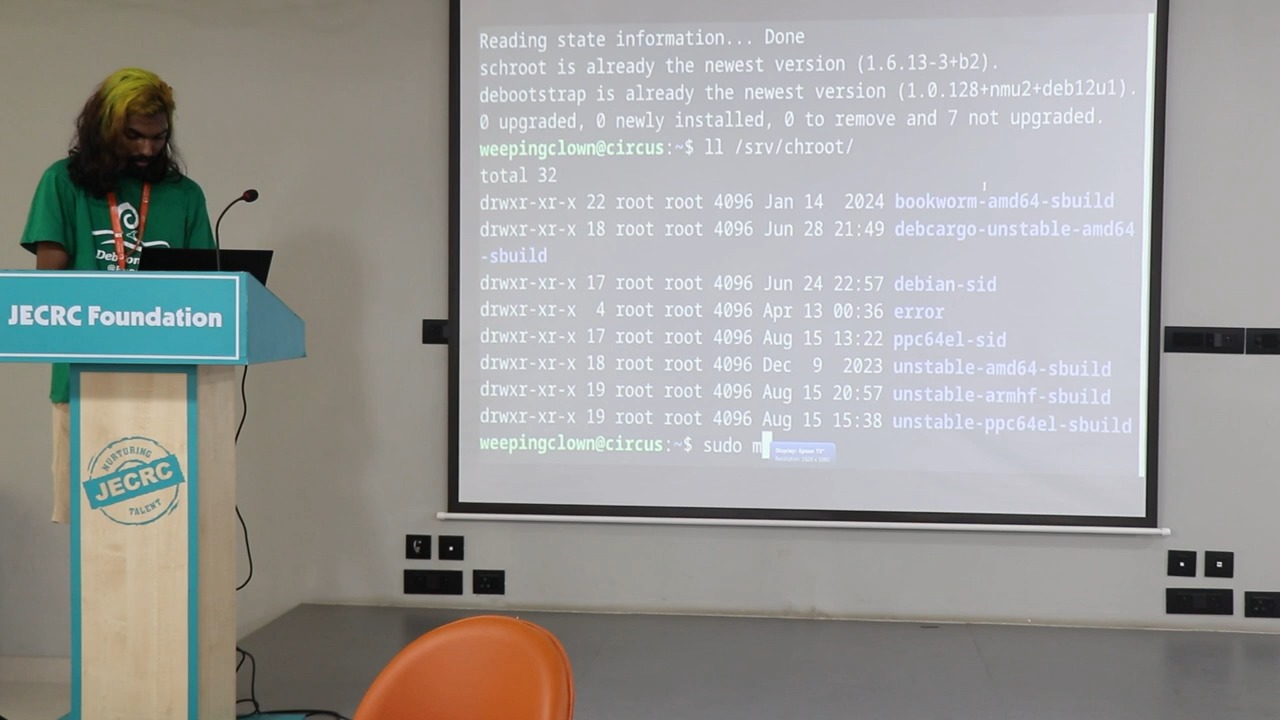 Reading state information... Done
schroot is already the newest version (1.6.13-3+b2).
debootstrap is already the newest version (1.0.128+nmu2+deb12u1).
0 upgraded, 0 newly installed, 0 to remove and 7 not upgraded.
weepingclown@circus:~$ ll /srv/chroot/
total 32
drwxr-xr-x 22 root root 4096 Jan 14  2024 bookworm-amd64-sbuild
drwxr-xr-x 18 root root 4096 Jun 28 21:49 debcargo-unstable-amd64
-sbuild
drwxr-xr-x 17 root root 4096 Jun 24 22:57 debian-sid
drwxr-xr-x  4 root root 4096 Apr 13 00:36 error
drwxr-xr-x 17 root root 4096 Aug 15 13:22 ppc64el-sid
drwxr-xr-x 18 root root 4096 Dec  9  2023 unstable-amd64-sbuild
drwxr-xr-x 19 root root 4096 Aug 15 20:57 unstable-armhf-sbuild
drwxr-xr-x 19 root root 4096 Aug 15 15:38 unstable-ppc64el-sbuild
weepingclown@circus:~$ sudo m
JECRC Foundation
NURTURING
JECRC
TALENT